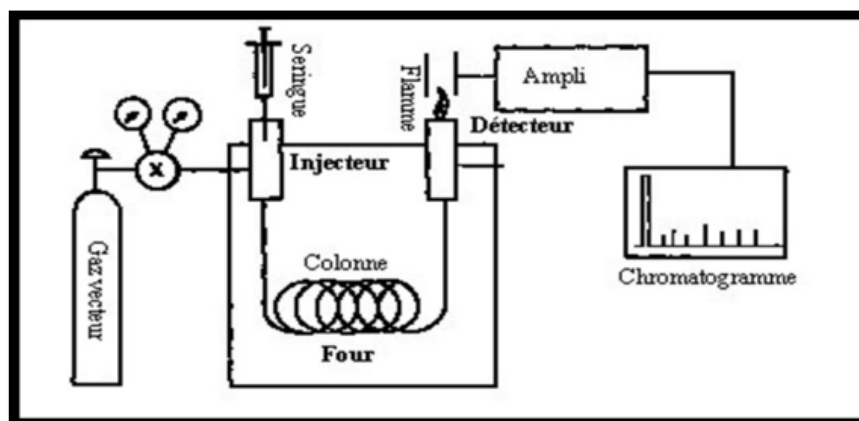 Seringue
Flamme
Ampli
Détecteur
X
Injecteur
Gaz vecteur
Colonne
Chromatogramme
Four